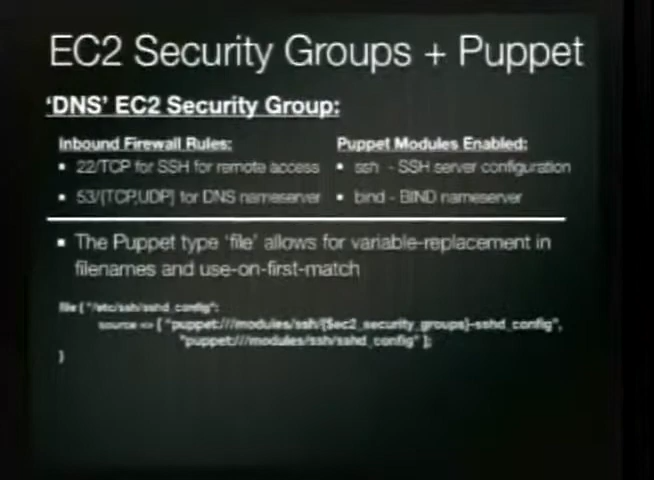 EC2 Security Groups + Puppet
'DNS' EC2 Security Group:
Inbound Firewall Rules:
▪ 22/TCP for SSH for remote access
▪ 53/{TCP,UDP} for DNS nameserver
Puppet Modules Enabled:
▪ ssh - SSH server configuration
▪ bind - BIND nameserver
▪ The Puppet type 'file' allows for variable-replacement in
filenames and use-on-first-match
file { "/etc/ssh/sshd_config":
source => [ "puppet:///modules/ssh/{$ec2_security_groups}-sshd_config",
"puppet:///modules/ssh/sshd_config" ];
}